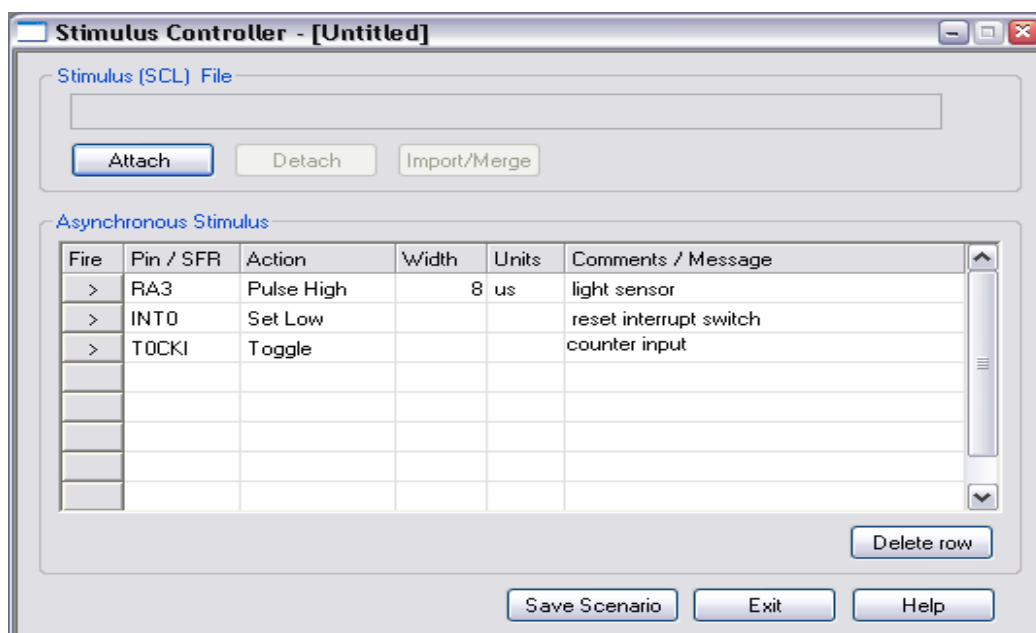 Stimulus Controller - [Untitled]
Stimulus (SCL) File
Attach Detach Import/Merge
Asynchronous Stimulus
Fire Pin / SFR Action Width Units Comments / Message
> RA3 Pulse High 8 us light sensor
> INT0 Set Low reset interrupt switch
> T0CKI Toggle counter input
Delete row
Save Scenario Exit Help